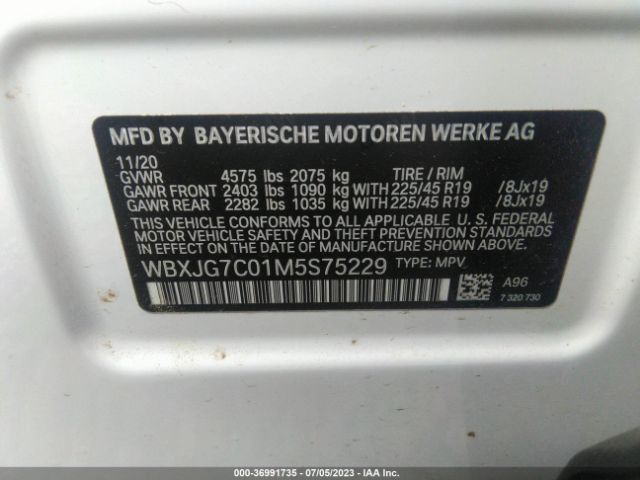 MFD BY BAYERISCHE MOTOREN WERKE AG
11/20
GVWR 4575 lbs 2075 kg TIRE / RIM
GAWR FRONT 2403 lbs 1090 kg WITH 225/45 R19 /8Jx19
GAWR REAR 2282 lbs 1035 kg WITH 225/45 R19 /8Jx19
THIS VEHICLE CONFORMS TO ALL APPLICABLE U. S. FEDERAL
MOTOR VEHICLE SAFETY STANDARDS IN EFFECT ON THE
DATE OF MANUFACTURE SHOWN ABOVE.
WBXJG7C01M5S75229 TYPE: MPV
A96
7 320 730
000-36991735 - 07/05/2023 - IAA Inc.